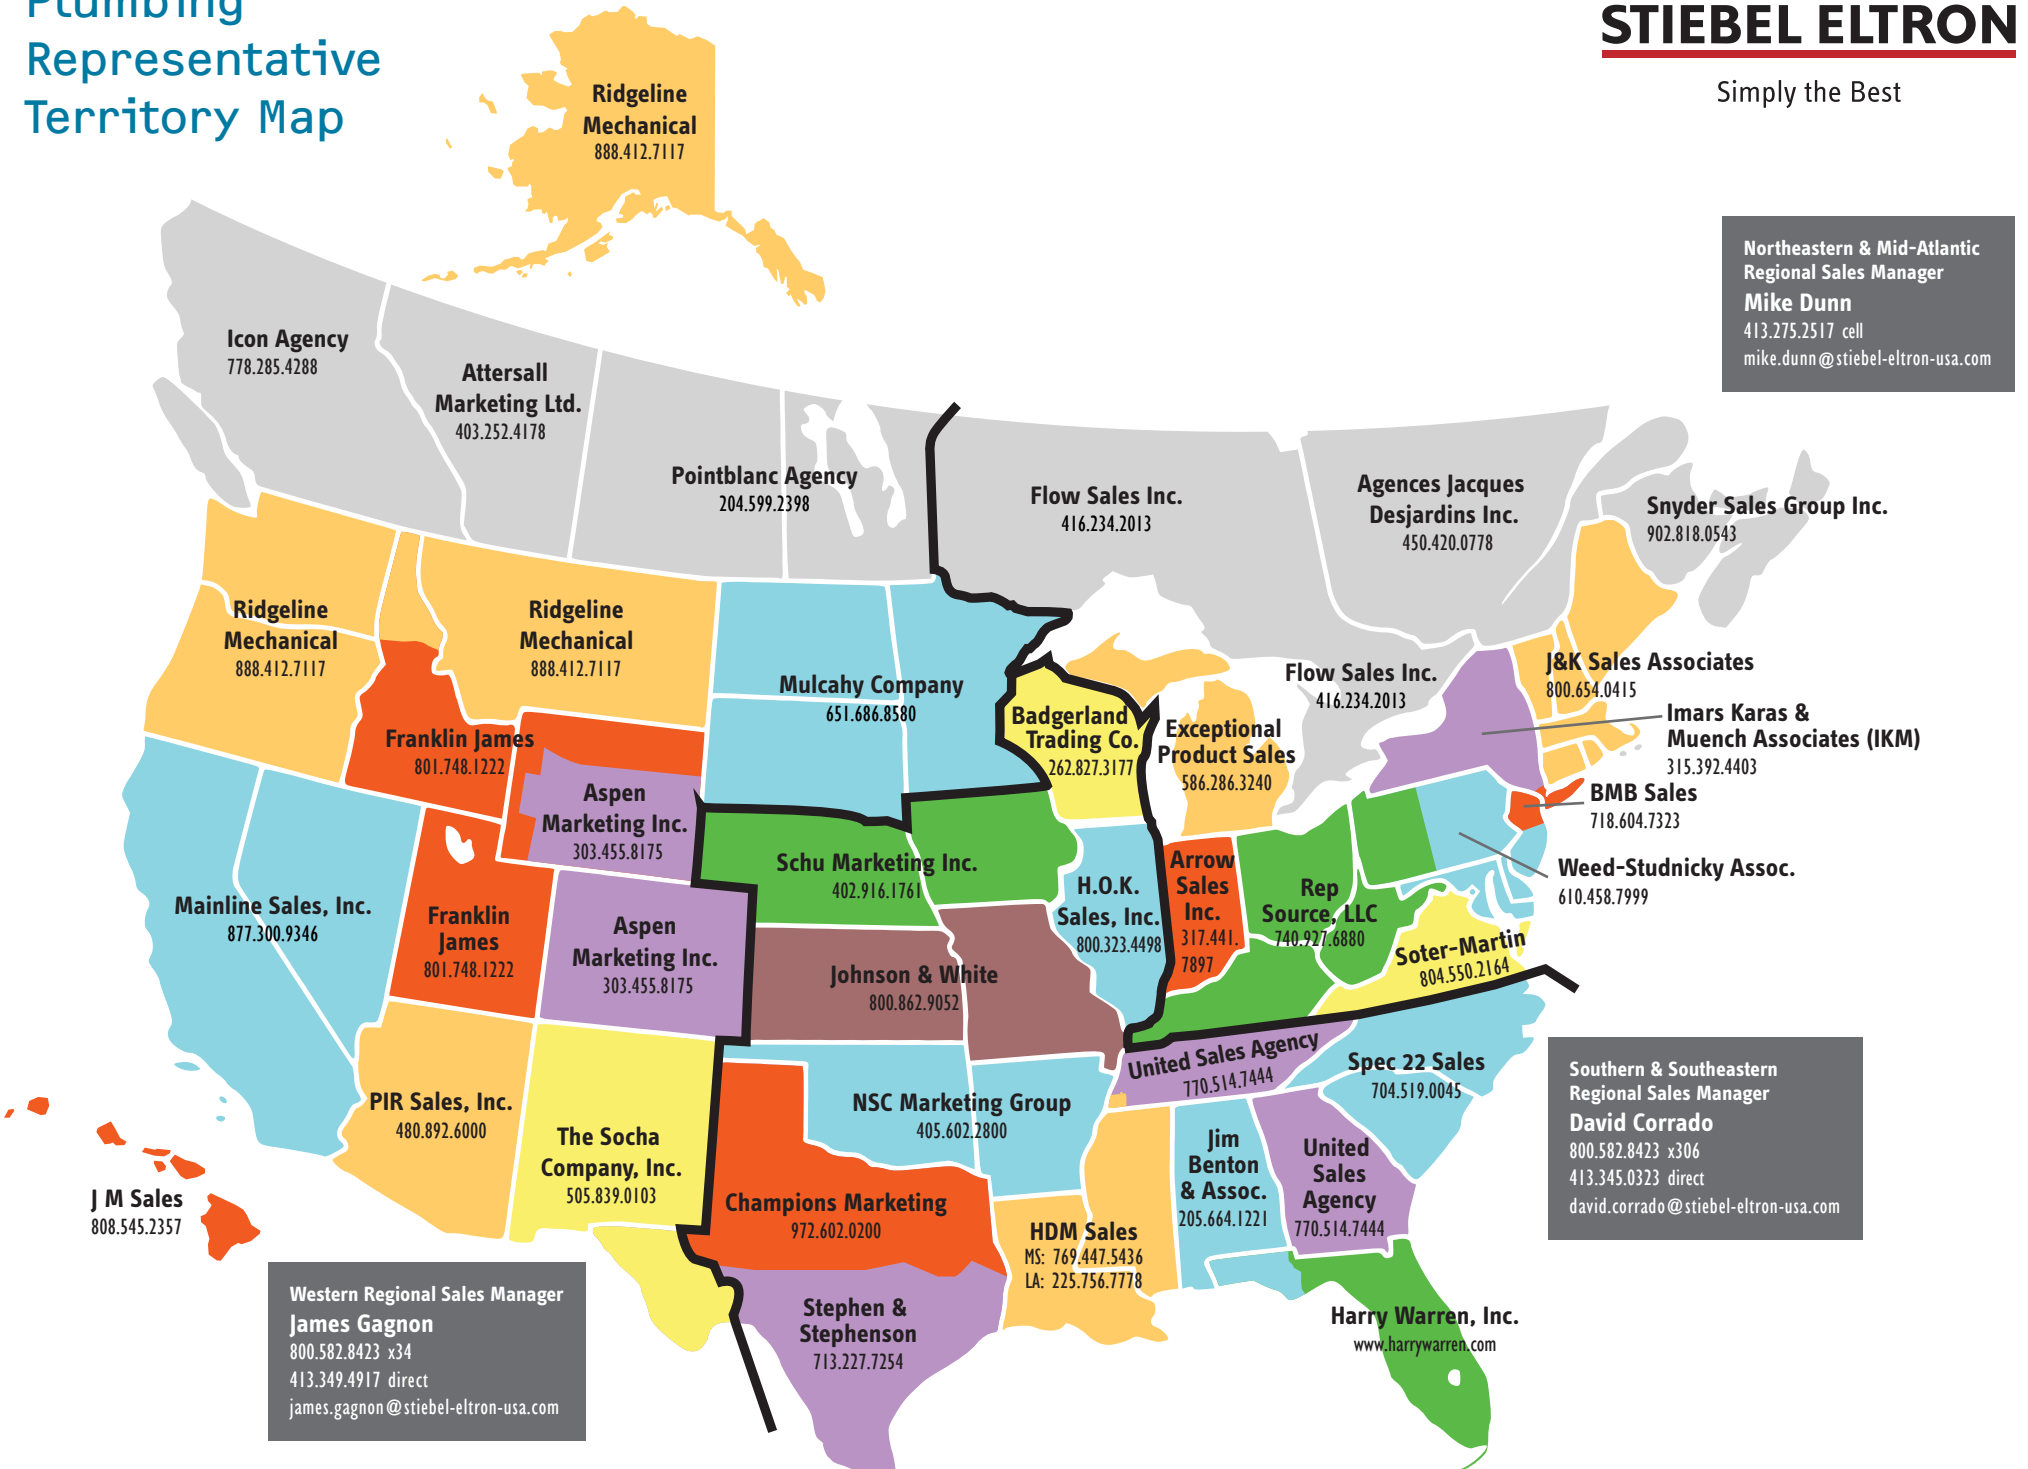 Plumbing
Representative
Territory Map
STIEBEL ELTRON
Simply the Best
Ridgeline
Mechanical
888.412.7117
Northeastern & Mid-Atlantic
Regional Sales Manager
Mike Dunn
413.275.2517 cell
mike.dunn@stiebel-eltron-usa.com
Icon Agency
778.285.4288
Attersall
Marketing Ltd.
403.252.4178
Pointblanc Agency
204.599.2398
Flow Sales Inc.
416.234.2013
Agences Jacques
Desjardins Inc.
450.420.0778
Snyder Sales Group Inc.
902.818.0543
Ridgeline
Mechanical
888.412.7117
Ridgeline
Mechanical
888.412.7117
Mulcahy Company
651.686.8580
Flow Sales Inc.
416.234.2013
J&K Sales Associates
800.654.0415
Imars Karas &
Muench Associates (IKM)
315.392.4403
Badgerland
Trading Co.
262.827.3177
Exceptional
Product Sales
586.286.3240
Franklin James
801.748.1222
Aspen
Marketing Inc.
303.455.8175
BMB Sales
718.604.7323
Weed-Studnicky Assoc.
610.458.7999
Schu Marketing Inc.
402.916.1761
H.O.K.
Sales, Inc.
800.323.4498
Arrow
Sales
Inc.
317.441.
7897
Rep
Source, LLC
740.927.6880
Soter-Martin
804.550.2164
Mainline Sales, Inc.
877.300.9346
Franklin
James
801.748.1222
Aspen
Marketing Inc.
303.455.8175
Johnson & White
800.862.9052
United Sales Agency
770.514.7444
Spec 22 Sales
704.519.0045
Southern & Southeastern
Regional Sales Manager
David Corrado
800.582.8423 x306
413.345.0323 direct
david.corrado@stiebel-eltron-usa.com
PIR Sales, Inc.
480.892.6000
The Socha
Company, Inc.
505.839.0103
NSC Marketing Group
405.602.2800
Jim
Benton
& Assoc.
205.664.1221
United
Sales
Agency
770.514.7444
J M Sales
808.545.2357
Champions Marketing
972.602.0200
HDM Sales
MS: 769.447.5436
LA: 225.756.7778
Western Regional Sales Manager
James Gagnon
800.582.8423 x34
413.349.4917 direct
james.gagnon@stiebel-eltron-usa.com
Stephen &
Stephenson
713.227.7254
Harry Warren, Inc.
www.harrywarren.com